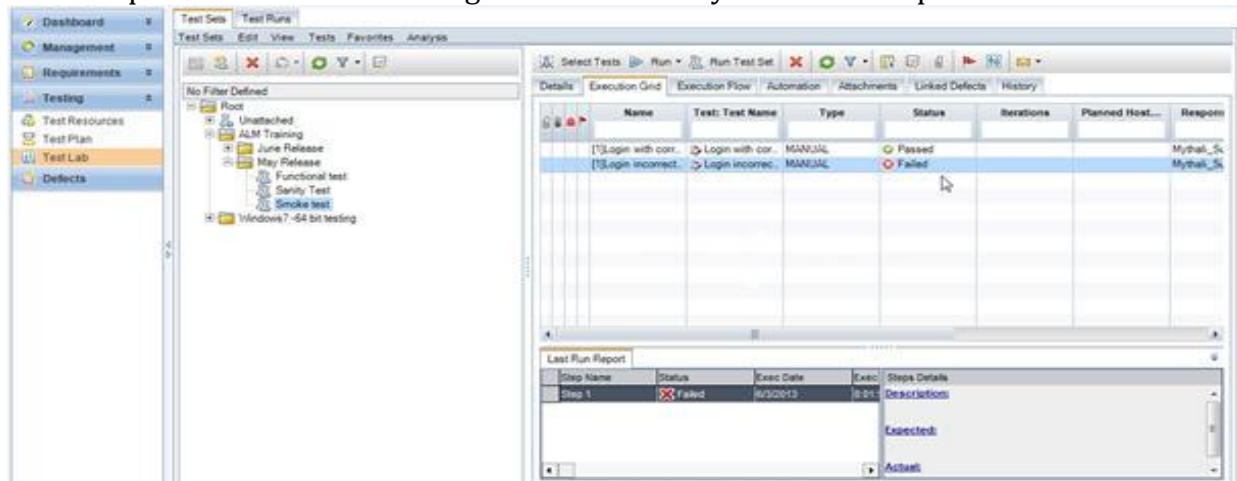 Dashboard
Management
Requirements
Testing
Test Resources
Test Plan
Test Lab
Defects
Test Sets Test Runs
Test Sets Edit View Tests Favorites Analysis
No Filter Defined
Root
Unattached
ALM Training
June Release
May Release
Functional test
Sanity Test
Smoke test
Windows7 -64 bit testing
Select Tests Run Run Test Set
Details Execution Grid Execution Flow Automation Attachments Linked Defects History
Name Test: Test Name Type Status Iterations Planned Host... Respons
[1]Login with corr.. Login with cor.. MANUAL Passed
[1]Login incorrect.. Login incorrec.. MANUAL Failed
Last Run Report
Step Name Status Exec Date Exec Steps Details
Step 1 Failed 6/3/2013 Description:
Expected:
Actual: